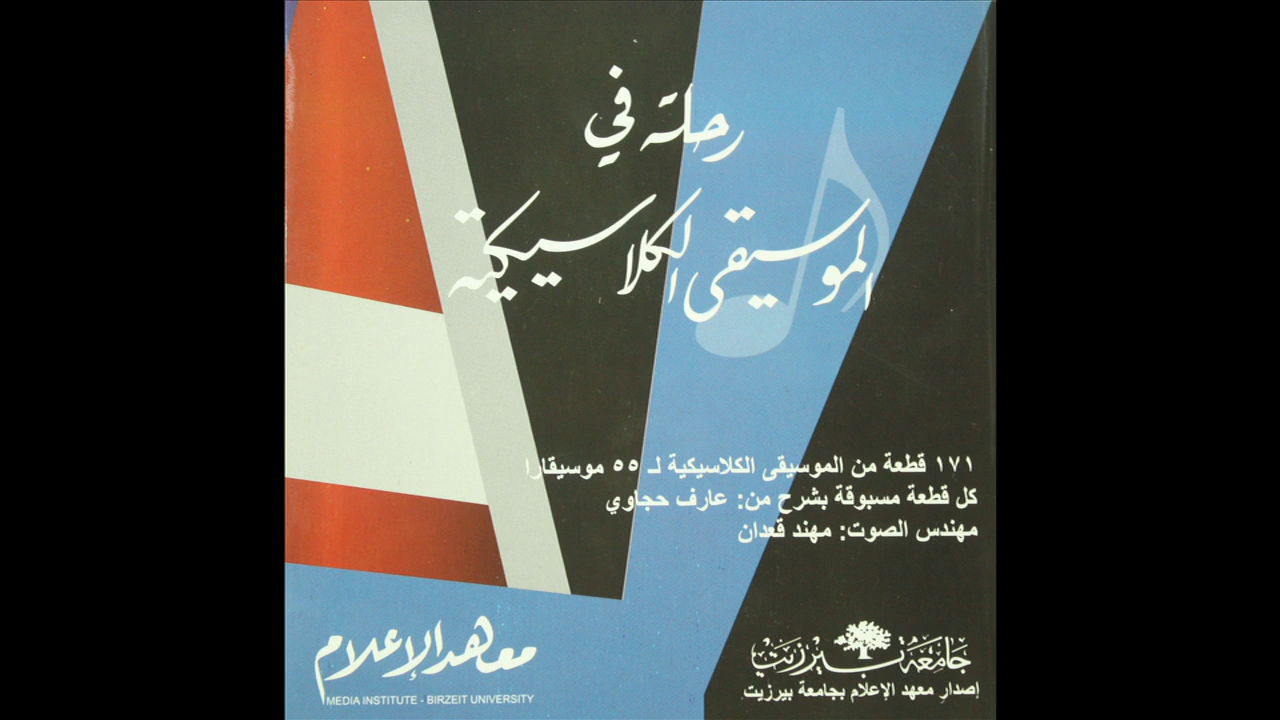 رحلة في
الموسيقى الكلاسيكية
١٧١ قطعة من الموسيقى الكلاسيكية لـ ٥٥ موسيقارا
كل قطعة مسبوقة بشرح من: عارف حجاوي
مهندس الصوت: مهند قعدان
معهد الإعلام
MEDIA INSTITUTE - BIRZEIT UNIVERSITY
جامعة بيرزيت
إصدار معهد الإعلام بجامعة بيرزيت